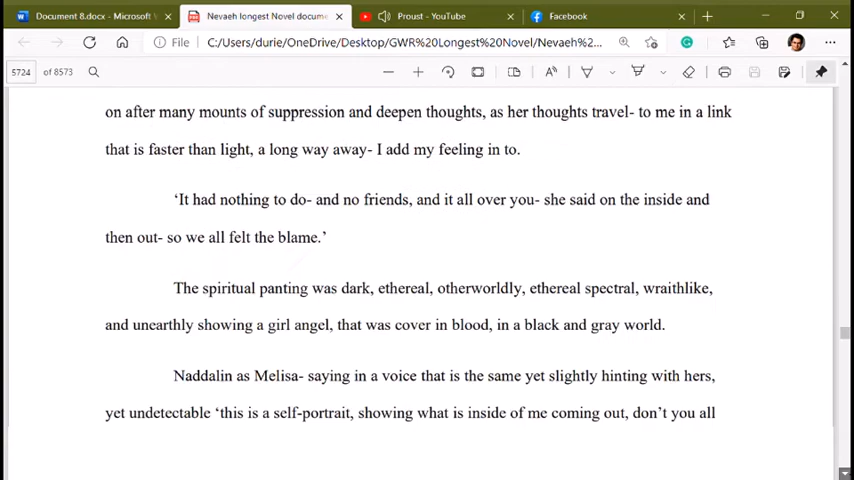 Document 8.docx - Microsoft
Nevaeh longest Novel docume
Proust - YouTube
Facebook
File
C:/Users/durie/OneDrive/Desktop/GWR%20Longest%20Novel/Nevaeh%2...
5724 of 8573
on after many mounts of suppression and deepen thoughts, as her thoughts travel- to me in a link
that is faster than light, a long way away- I add my feeling in to.
‘It had nothing to do- and no friends, and it all over you- she said on the inside and
then out- so we all felt the blame.’
The spiritual panting was dark, ethereal, otherworldly, ethereal spectral, wraithlike,
and unearthly showing a girl angel, that was cover in blood, in a black and gray world.
Naddalin as Melisa- saying in a voice that is the same yet slightly hinting with hers,
yet undetectable ‘this is a self-portrait, showing what is inside of me coming out, don’t you all